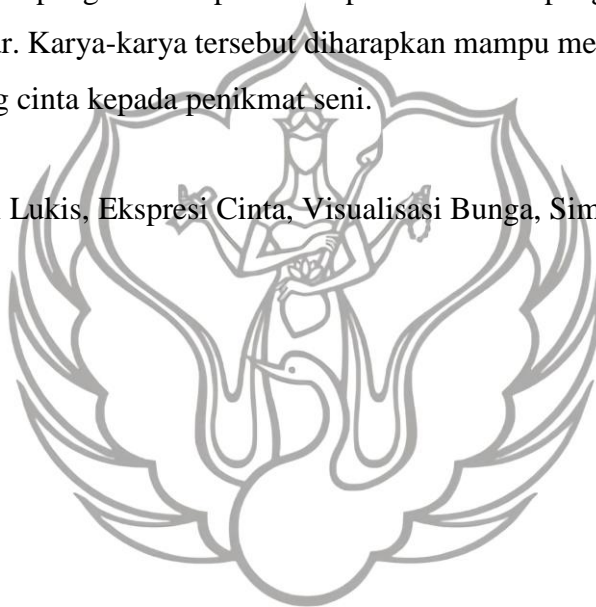 r. Karya-karya tersebut diharapkan mampu me
g cinta kepada penikmat seni.
Lukis, Ekspresi Cinta, Visualisasi Bunga, Sim